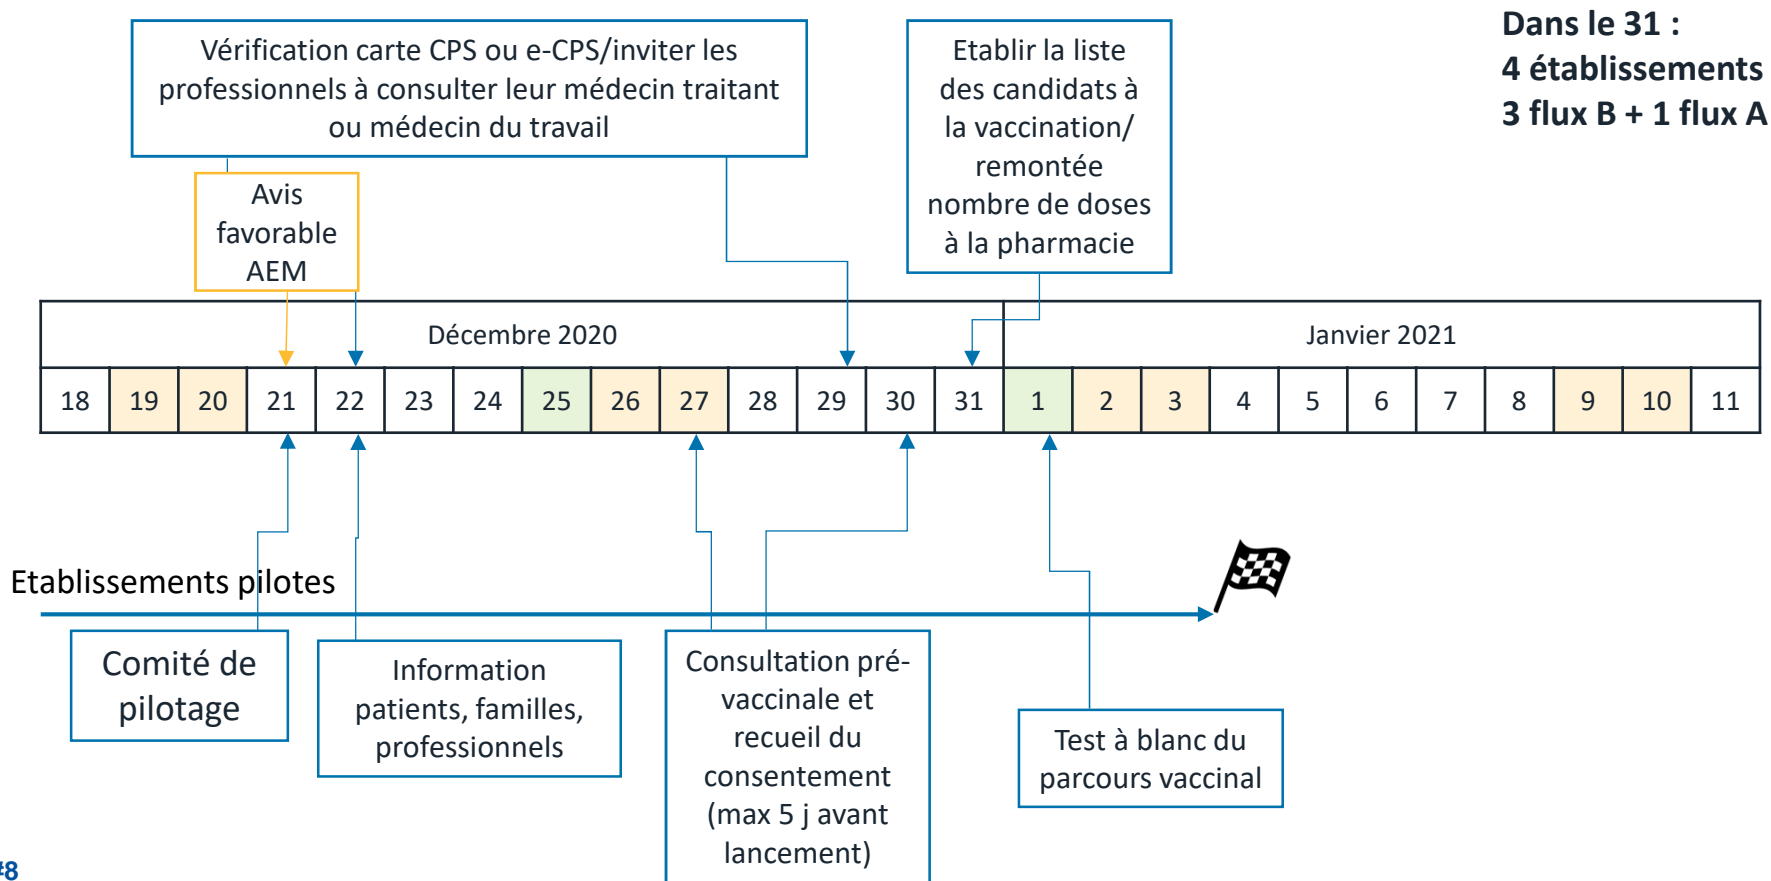 Vérification carte CPS ou e-CPS/inviter les
professionnels à consulter leur médecin traitant
ou médecin du travail
Etablir la liste
des candidats à
la vaccination/
remontée
nombre de doses
à la pharmacie
Dans le 31 :
4 établissements
3 flux B + 1 flux A
Avis
favorable
AEM
Décembre 2020
Janvier 2021
18 19 20 21 22 23 24 25 26 27 28 29 30 31 1 2 3 4 5 6 7 8 9 10 11
Etablissements pilotes
Comité de
pilotage
Information
patients, familles,
professionnels
Consultation pré-
vaccinale et
recueil du
consentement
(max 5 j avant
lancement)
Test à blanc du
parcours vaccinal
#8